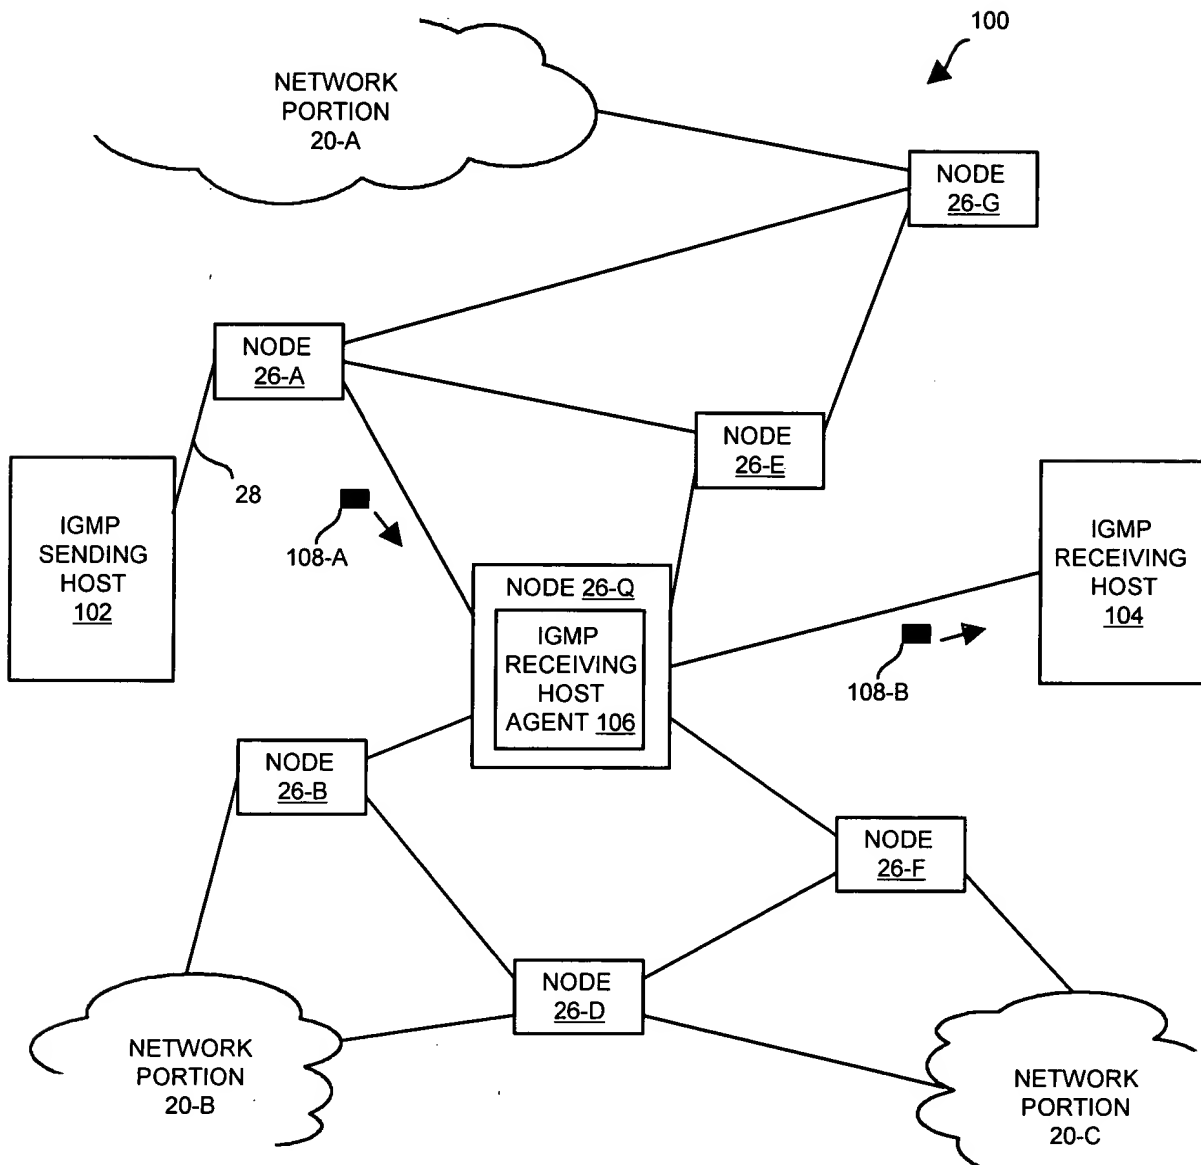 100
NETWORK
PORTION
20-A
NODE
26-G
NODE
26-A
NODE
26-E
28
IGMP
SENDING
HOST
102
108-A
IGMP
RECEIVING
HOST
104
NODE 26-Q
IGMP
RECEIVING
HOST
AGENT 106
108-B
NODE
26-B
NODE
26-F
NODE
26-D
NETWORK
PORTION
20-B
NETWORK
PORTION
20-C